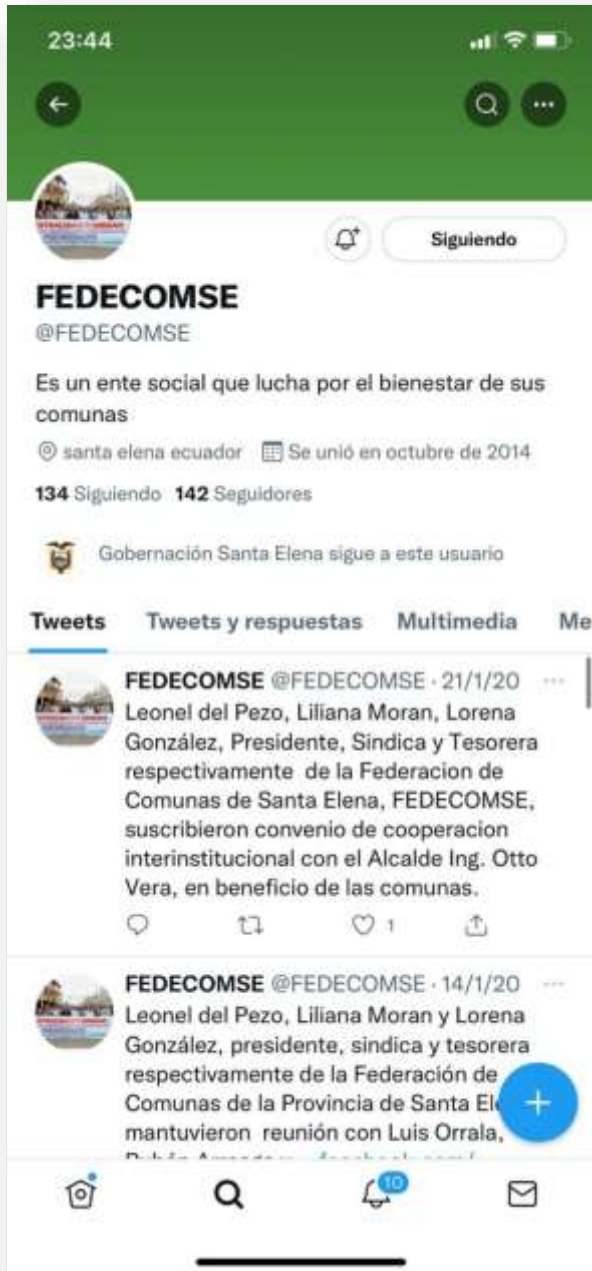 23:44
Siguiendo
FEDECOMSE
@FEDECOMSE
Es un ente social que lucha por el bienestar de sus
comunas
santa elena ecuador Se unió en octubre de 2014
134 Siguiendo 142 Seguidores
Gobernación Santa Elena sigue a este usuario
Tweets Tweets y respuestas Multimedia Me
FEDECOMSE @FEDECOMSE · 21/1/20
Leonel del Pezo, Liliana Moran, Lorena
González, Presidente, Sindica y Tesorera
respectivamente de la Federacion de
Comunas de Santa Elena, FEDECOMSE,
suscribieron convenio de cooperacion
interinstitucional con el Alcalde Ing. Otto
Vera, en beneficio de las comunas.
1
FEDECOMSE @FEDECOMSE · 14/1/20
Leonel del Pezo, Liliana Moran y Lorena
González, presidente, sindica y tesorera
respectivamente de la Federación de
Comunas de la Provincia de Santa El
mantuvieron reunión con Luis Orrala,
10